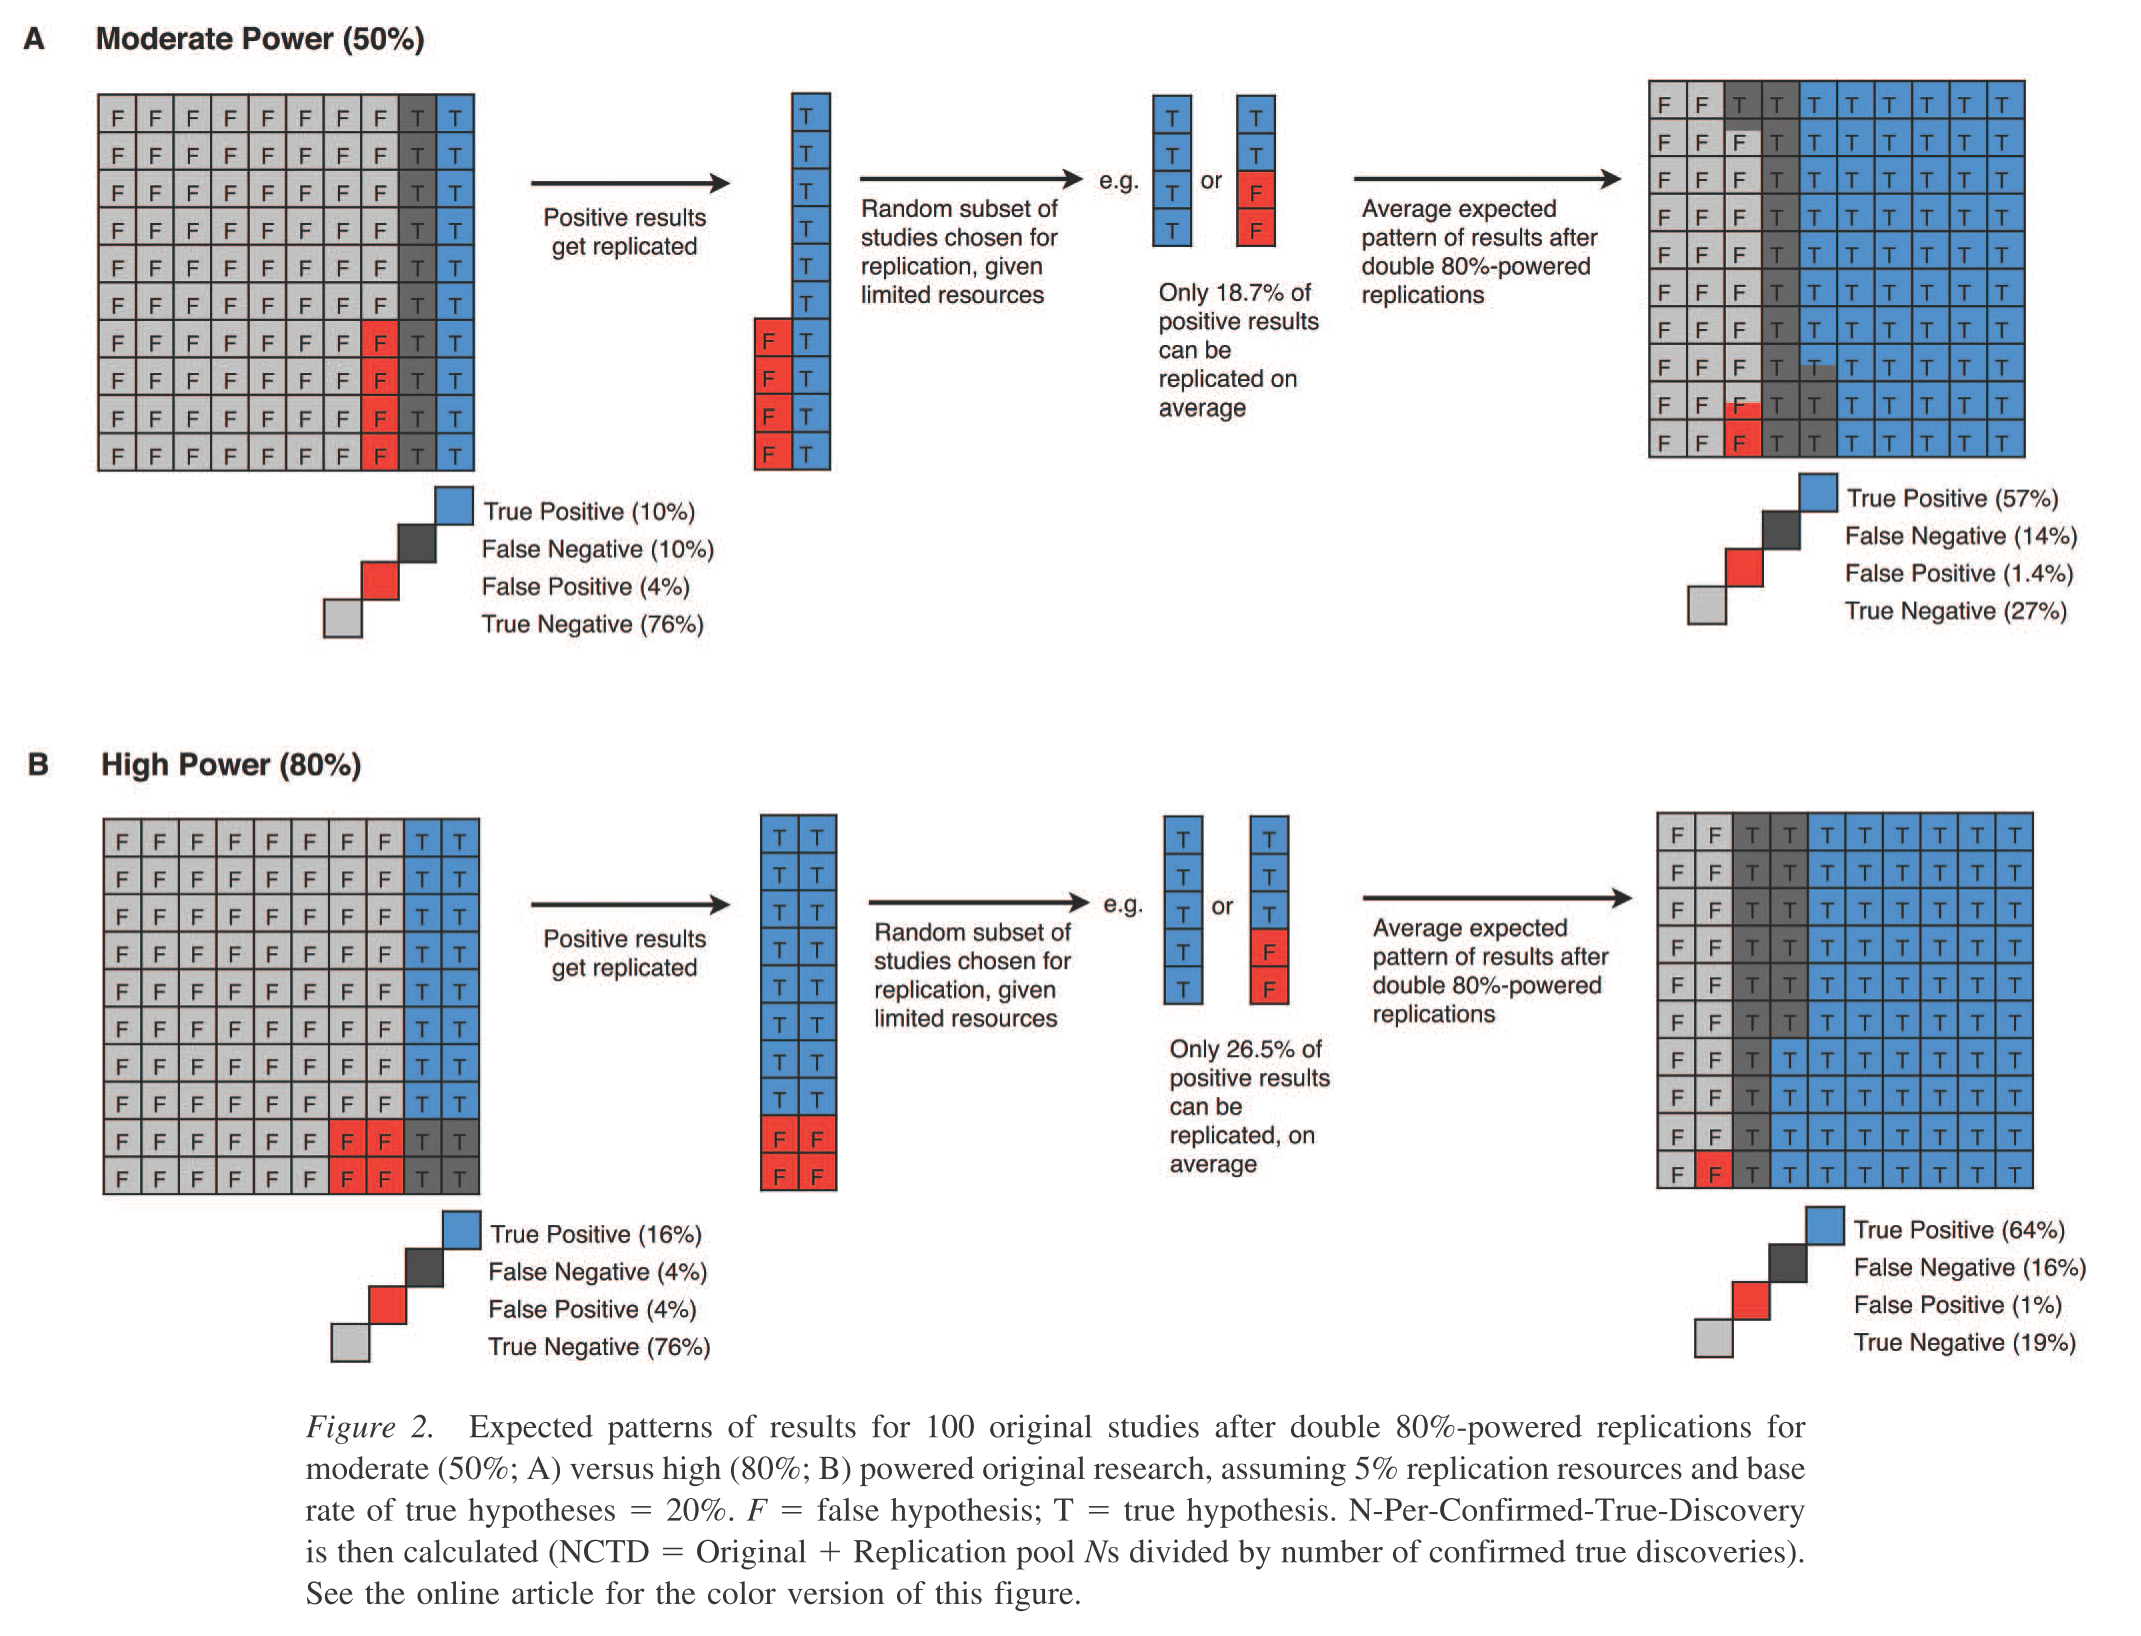 A Moderate Power (50%)
F F F F F F F F T T
F F F F F F F F T T
F F F F F F F F T T
F F F F F F F F T T
F F F F F F F F T T
F F F F F F F F T T
F F F F F F F F T T
F F F F F F F F T T
F F F F F F F F T T
F F F F F F F F T T
True Positive (10%)
False Negative (10%)
False Positive (4%)
True Negative (76%)
Positive results
get replicated
T
T
T
T
T
T
F T
F T
F T
F T
Random subset of
studies chosen for
replication, given
limited resources
e.g.
T
T
T
T
or
T
T
F
F
Only 18.7% of
positive results
can be
replicated on
average
Average expected
pattern of results after
double 80%-powered
replications
F F T T T T T T T T
F F F T T T T T T T
F F F T T T T T T T
F F F T T T T T T T
F F F T T T T T T T
F F F T T T T T T T
F F F T T T T T T T
F F F T T T T T T T
F F F T T T T T T T
F F F T T T T T T T
True Positive (57%)
False Negative (14%)
False Positive (1.4%)
True Negative (27%)
B High Power (80%)
F F F F F F F F T T
F F F F F F F F T T
F F F F F F F F T T
F F F F F F F F T T
F F F F F F F F T T
F F F F F F F F T T
F F F F F F F F T T
F F F F F F F F T T
F F F F F F F F T T
F F F F F F F F T T
True Positive (16%)
False Negative (4%)
False Positive (4%)
True Negative (76%)
Positive results
get replicated
T T
T T
T T
T T
T T
T T
T T
T T
F F
F F
Random subset of
studies chosen for
replication, given
limited resources
e.g.
T
T
T
T
T
or
T
T
T
F
F
Only 26.5% of
positive results
can be
replicated, on
average
Average expected
pattern of results after
double 80%-powered
replications
F F T T T T T T T T
F F T T T T T T T T
F F T T T T T T T T
F F T T T T T T T T
F F T T T T T T T T
F F T T T T T T T T
F F T T T T T T T T
F F T T T T T T T T
F F T T T T T T T T
F F T T T T T T T T
True Positive (64%)
False Negative (16%)
False Positive (1%)
True Negative (19%)
Figure 2. Expected patterns of results for 100 original studies after double 80%-powered replications for
moderate (50%; A) versus high (80%; B) powered original research, assuming 5% replication resources and base
rate of true hypotheses = 20%. F = false hypothesis; T = true hypothesis. N-Per-Confirmed-True-Discovery
is then calculated (NCTD = Original + Replication pool Ns divided by number of confirmed true discoveries).
See the online article for the color version of this figure.